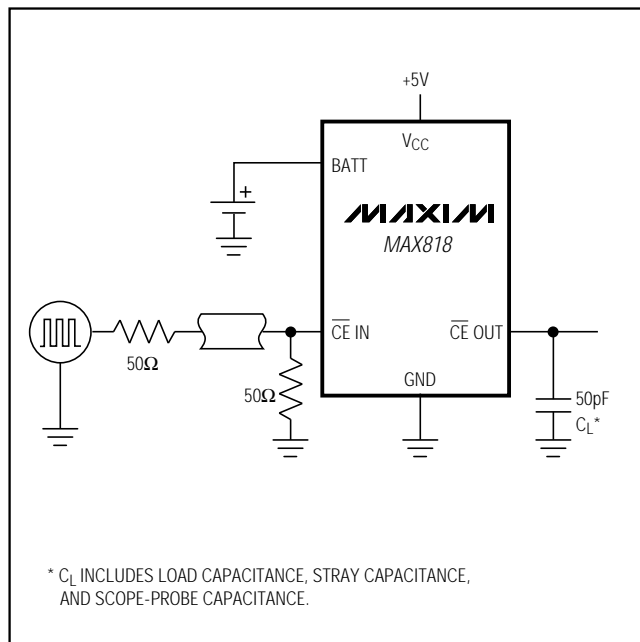 +5V
VCC
BATT
+
MAXIM
MAX818
CE IN
CE OUT
50Ω
50Ω
GND
50pF
CL*
* CL INCLUDES LOAD CAPACITANCE, STRAY CAPACITANCE,
AND SCOPE-PROBE CAPACITANCE.